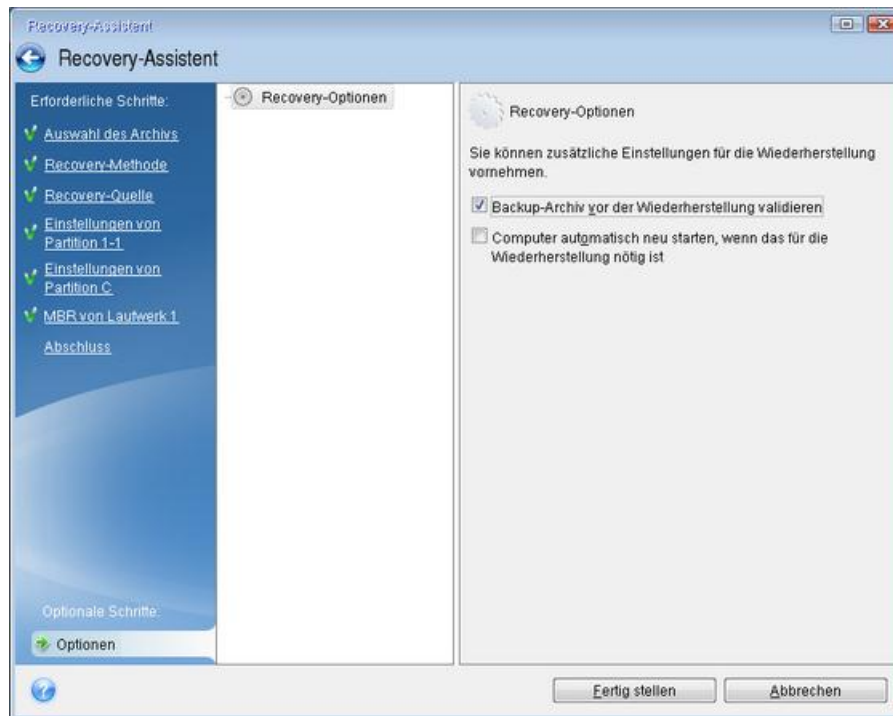 Recovery-Assistent
Recovery-Assistent
Erforderliche Schritte:
Auswahl des Archivs
Recovery-Methode
Recovery-Quelle
Einstellungen von
Partition 1-1
Einstellungen von
Partition C
MBR von Laufwerk 1
Abschluss
Optionale Schritte:
Optionen
Recovery-Optionen
Recovery-Optionen
Sie können zusätzliche Einstellungen für die Wiederherstellung
vornehmen.
Backup-Archiv vor der Wiederherstellung validieren
Computer automatisch neu starten, wenn das für die
Wiederherstellung nötig ist
Fertig stellen
Abbrechen